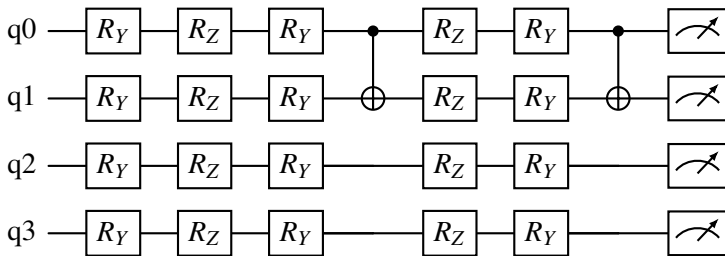 q0 R_Y R_Z R_Y R_Z R_Y
q1 R_Y R_Z R_Y R_Z R_Y
q2 R_Y R_Z R_Y R_Z R_Y
q3 R_Y R_Z R_Y R_Z R_Y